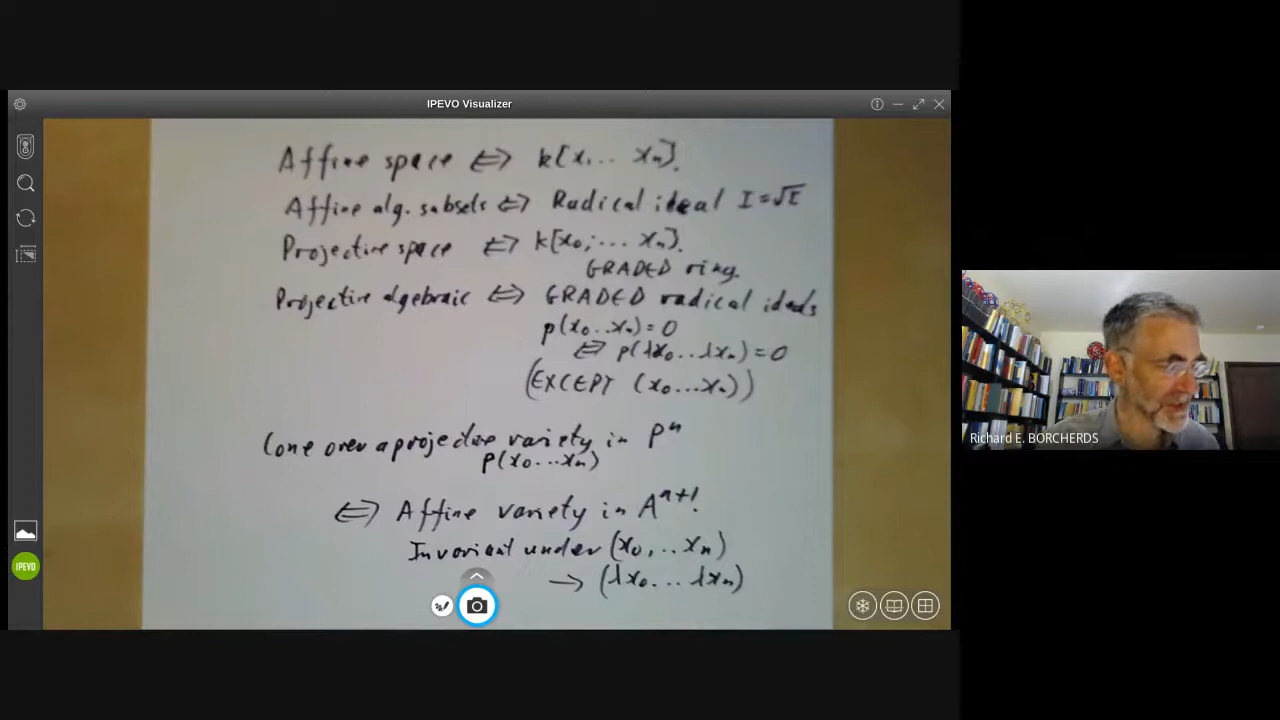 IPEVO Visualizer
Affine space ⇔ k[x₁... xₙ].
Affine alg. subsets ⇔ Radical ideal I=√I
Projective space ⇔ k[x₀,... xₙ].
GRADED ring.
Projective algebraic ⇔ GRADED radical ideals
p(x₀..xₙ)=0
⇔ p(λx₀..λxₙ)=0
(EXCEPT (x₀...xₙ))
Cone over a projective variety in Pⁿ
p(x₀...xₙ)
⇔ Affine variety in Aⁿ⁺¹.
Invariant under (x₀,..xₙ)
→ (λx₀...λxₙ)
IPEVO
Richard E. BORCHERDS